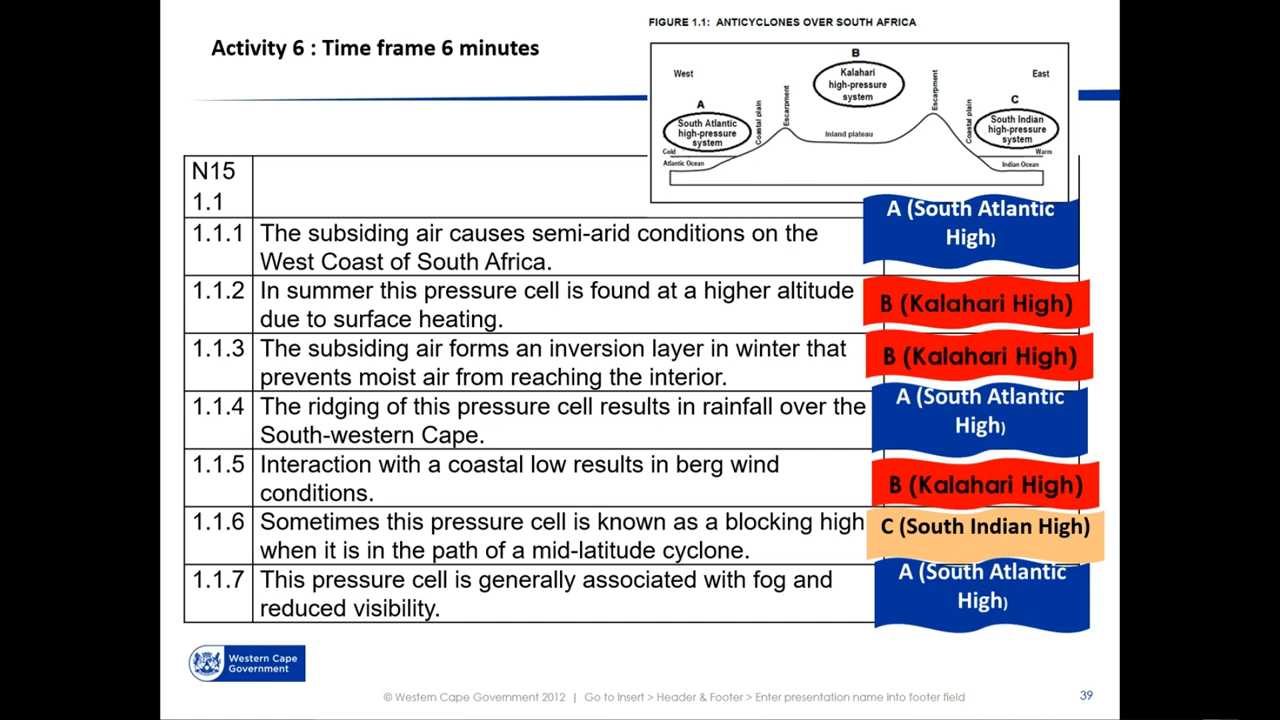 FIGURE 1.1: ANTICYCLONES OVER SOUTH AFRICA
Activity 6 : Time frame 6 minutes
B
West
Kalahari
high-pressure
system
East
A
C
South Atlantic
high-pressure
system
Coastal plain
Escarpment
Inland plateau
Escarpment
Coastal plain
South Indian
high-pressure
system
Cold
Atlantic Ocean
Warm
Indian Ocean
N15
1.1
1.1.1 The subsiding air causes semi-arid conditions on the
West Coast of South Africa.
A (South Atlantic
High)
1.1.2 In summer this pressure cell is found at a higher altitude
due to surface heating.
B (Kalahari High)
1.1.3 The subsiding air forms an inversion layer in winter that
prevents moist air from reaching the interior.
B (Kalahari High)
1.1.4 The ridging of this pressure cell results in rainfall over the
South-western Cape.
A (South Atlantic
High)
1.1.5 Interaction with a coastal low results in berg wind
conditions.
B (Kalahari High)
1.1.6 Sometimes this pressure cell is known as a blocking high
when it is in the path of a mid-latitude cyclone.
C (South Indian High)
1.1.7 This pressure cell is generally associated with fog and
reduced visibility.
A (South Atlantic
High)
Western Cape
Government
© Western Cape Government 2012 | Go to Insert > Header & Footer > Enter presentation name into footer field
39